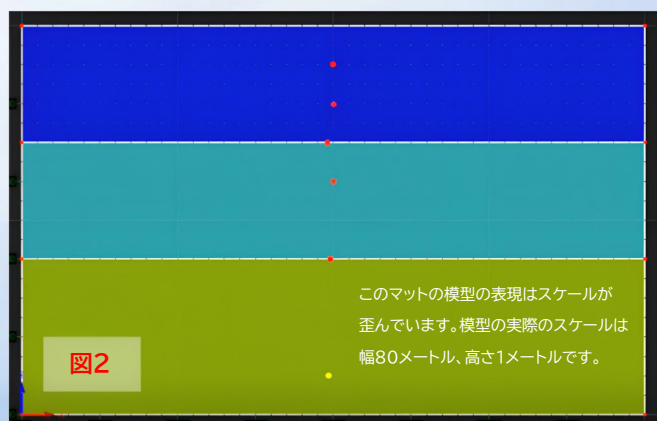 このマットの模型の表現はスケールが
歪んでいます。模型の実際のスケールは
幅80メートル、高さ1メートルです。
図2